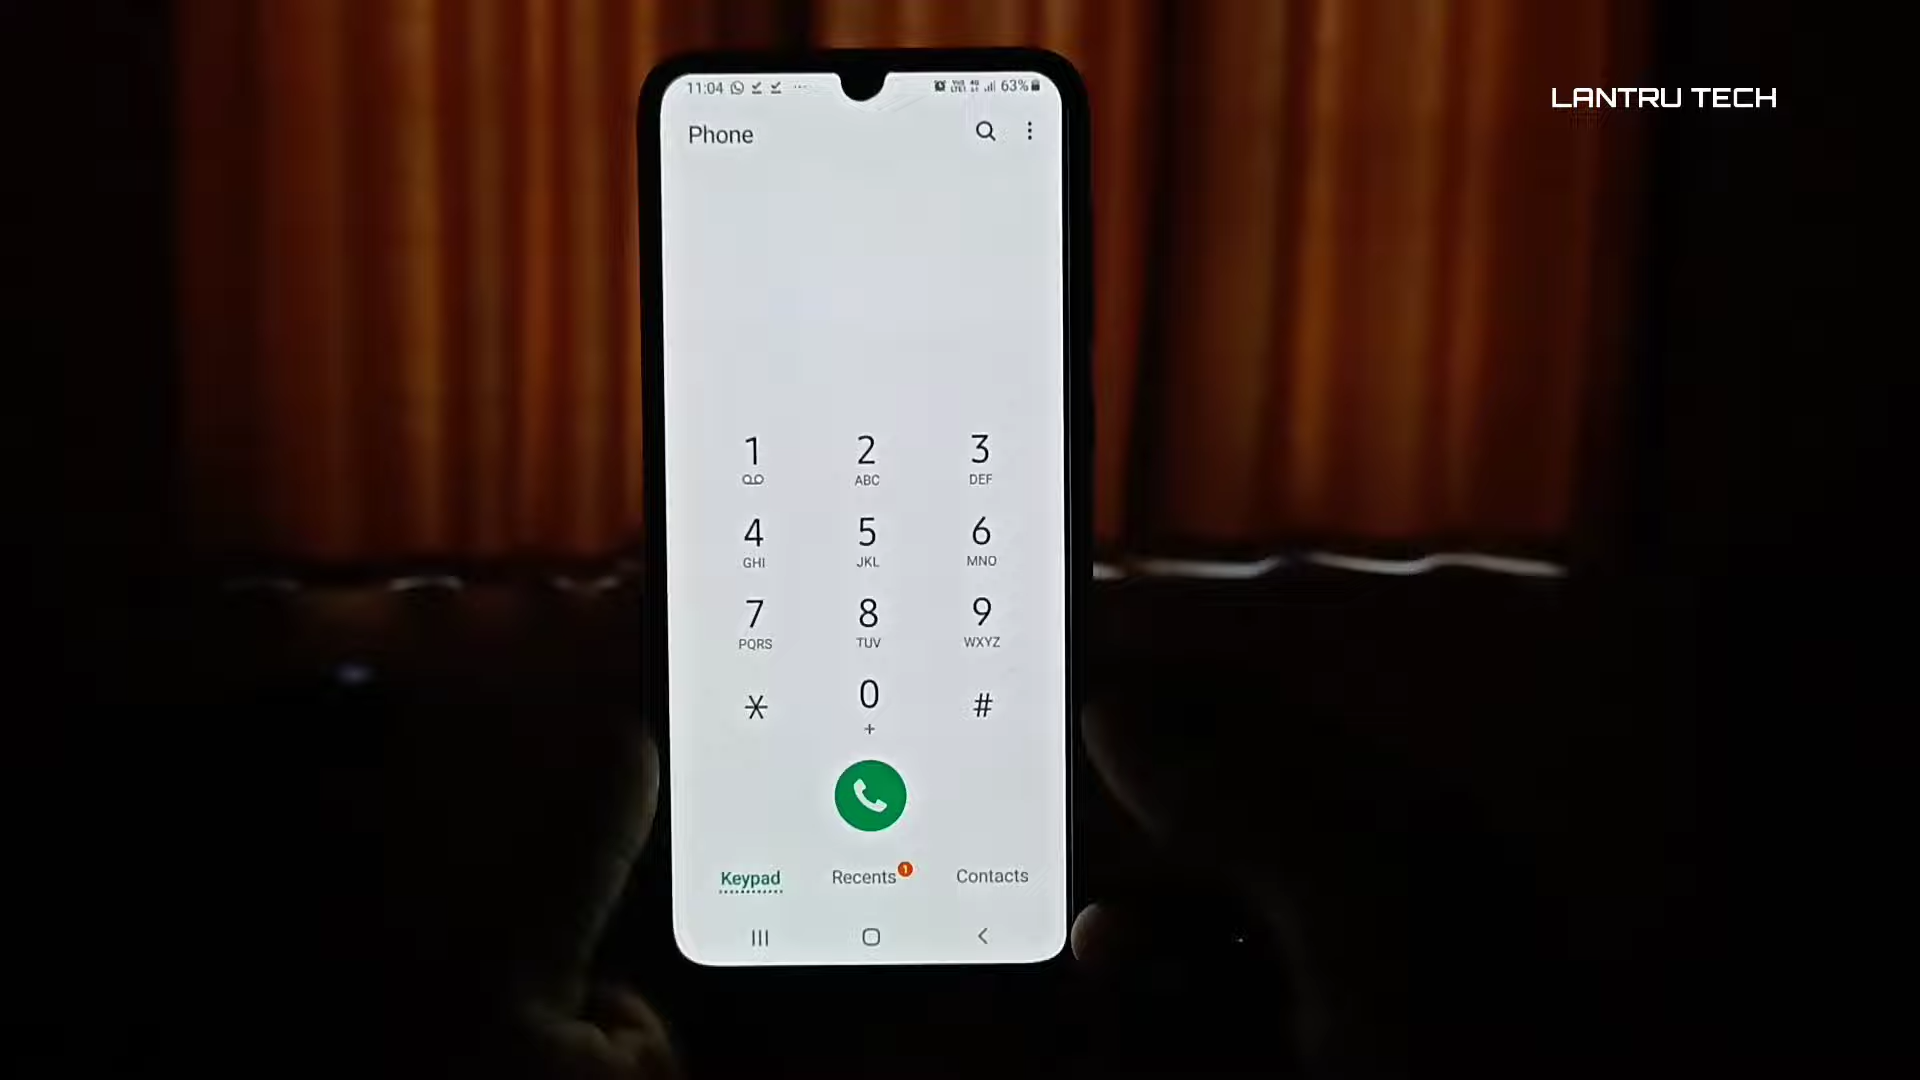 LANTRU TECH
11:04 63%
Phone
1 2 3
ABC DEF
4 5 6
GHI JKL MNO
7 8 9
PQRS TUV WXYZ
* 0 #
+
Keypad Recents 1 Contacts